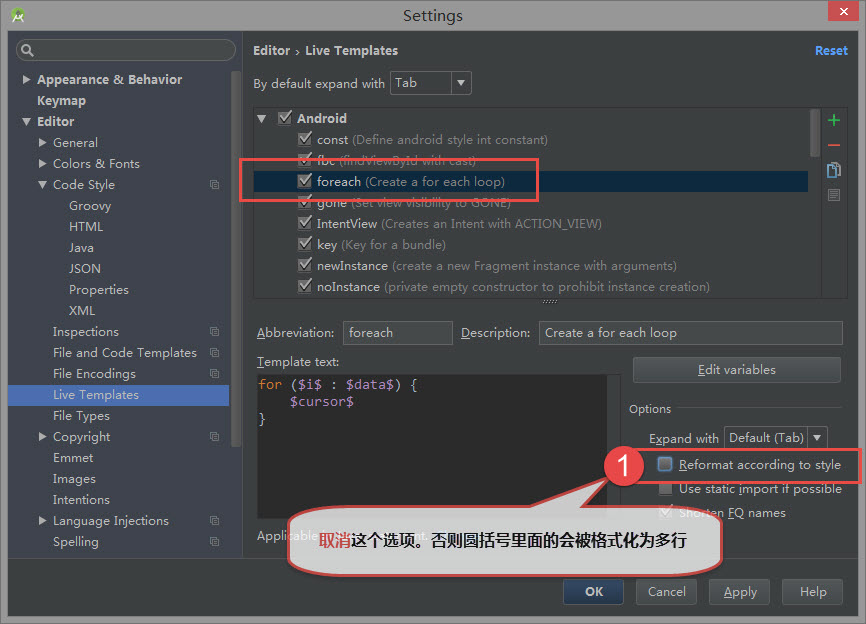 Settings
Editor › Live Templates
Reset
By default expand with Tab
Appearance & Behavior
Keymap
Editor
General
Colors & Fonts
Code Style
Groovy
HTML
Java
JSON
Properties
XML
Inspections
File and Code Templates
File Encodings
Live Templates
File Types
Copyright
Emmet
Images
Intentions
Language Injections
Spelling
Android
const (Define android style int constant)
fbc (findViewById with cast)
foreach (Create a for each loop)
gone (Set view visibility to GONE)
IntentView (Creates an Intent with ACTION_VIEW)
key (Key for a bundle)
newInstance (create a new Fragment instance with arguments)
noInstance (private empty constructor to prohibit instance creation)
Abbreviation: foreach Description: Create a for each loop
Template text:
for ($i$ : $data$) {
$cursor$
}
Edit variables
Options
Expand with Default (Tab)
1
Reformat according to style
Use static import if possible
Shorten FQ names
取消这个选项。否则圆括号里面的会被格式化为多行
OK Cancel Apply Help